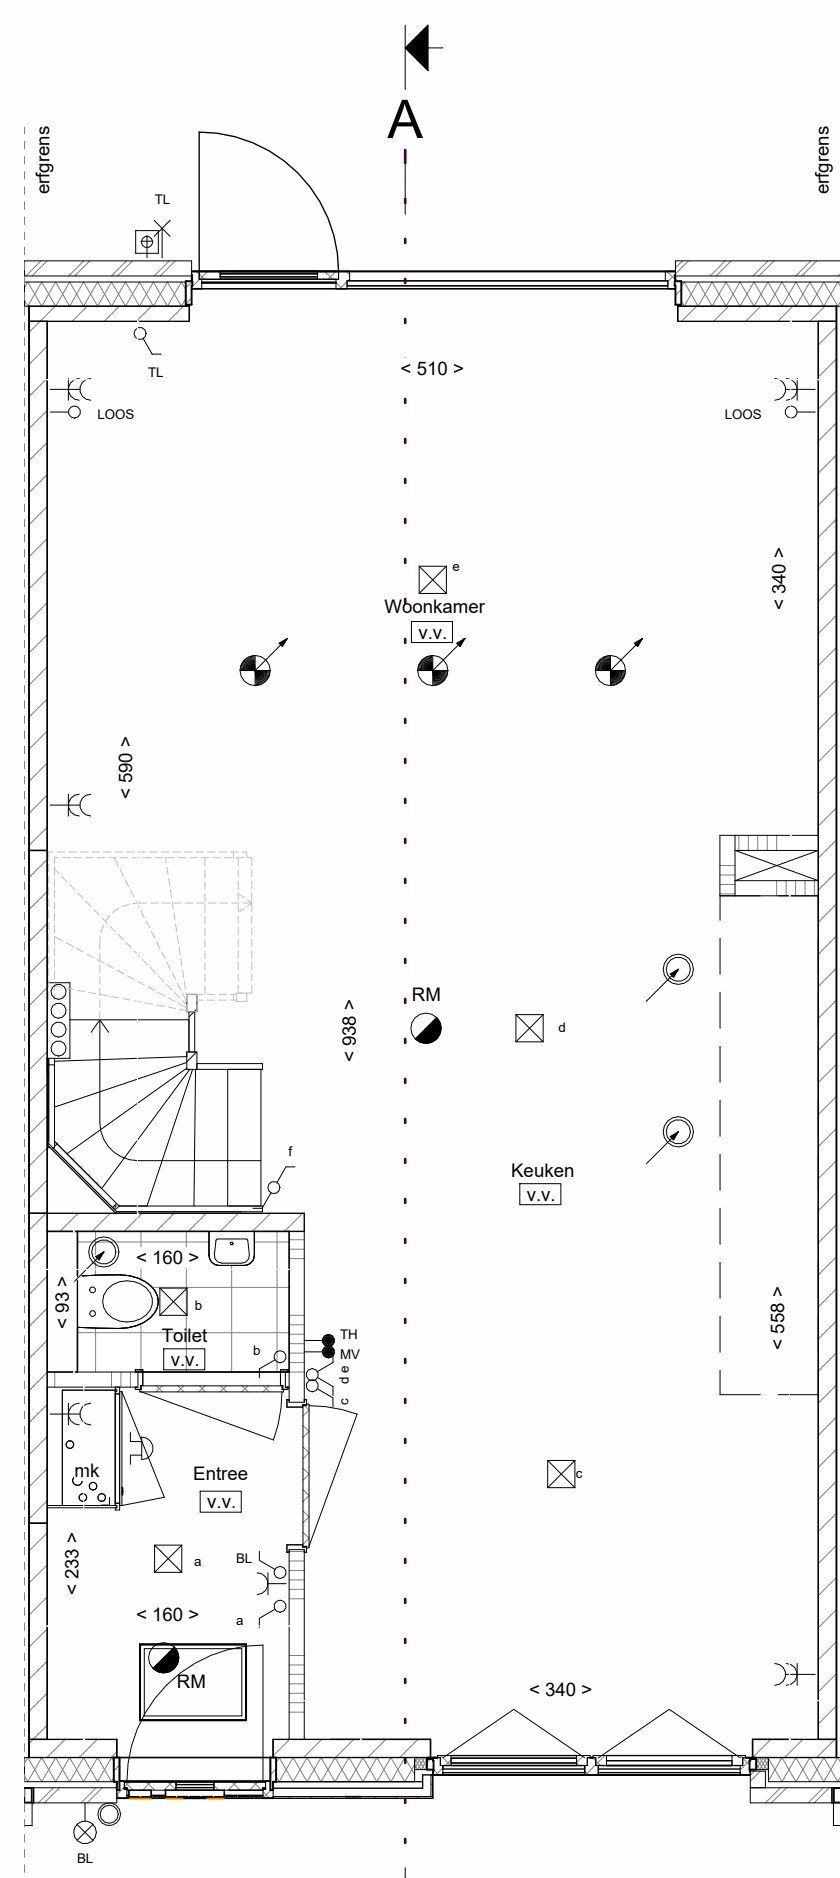 A
erfgrens
erfgrens
TL
TL
< 510 >
LOOS
LOOS
e
< 340 >
Woonkamer
v.v.
< 590 >
RM
d
< 938 >
f
Keuken
v.v.
< 160 >
< 93 >
b
Toilet
v.v.
b
TH
MV
d e
c
< 558 >
mk
Entree
v.v.
c
< 233 >
a
BL
a
< 160 >
RM
< 340 >
BL